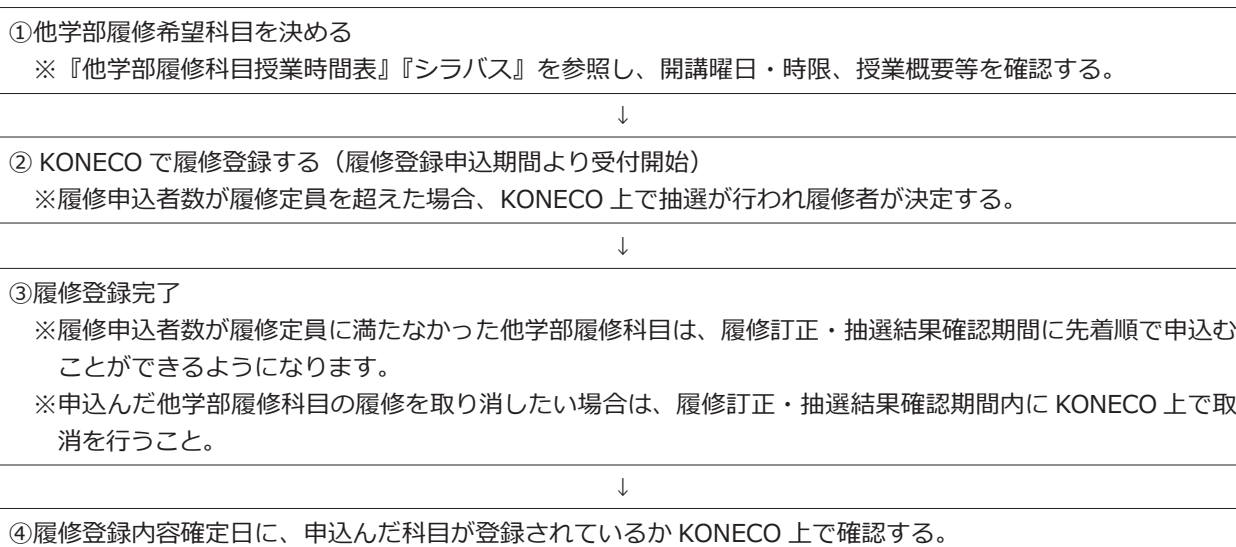 ①他学部履修希望科目を決める
※『他学部履修科目授業時間表』『シラバス』を参照し、開講曜日・時限、授業概要等を確認する。
↓
② KONECO で履修登録する（履修登録申込期間より受付開始）
※履修申込者数が履修定員を超えた場合、KONECO 上で抽選が行われ履修者が決定する。
↓
③履修登録完了
※履修申込者数が履修定員に満たなかった他学部履修科目は、履修訂正・抽選結果確認期間に先着順で申込む
ことができるようになります。
※申込んだ他学部履修科目の履修を取り消したい場合は、履修訂正・抽選結果確認期間内に KONECO 上で取
消を行うこと。
↓
④履修登録内容確定日に、申込んだ科目が登録されているか KONECO 上で確認する。